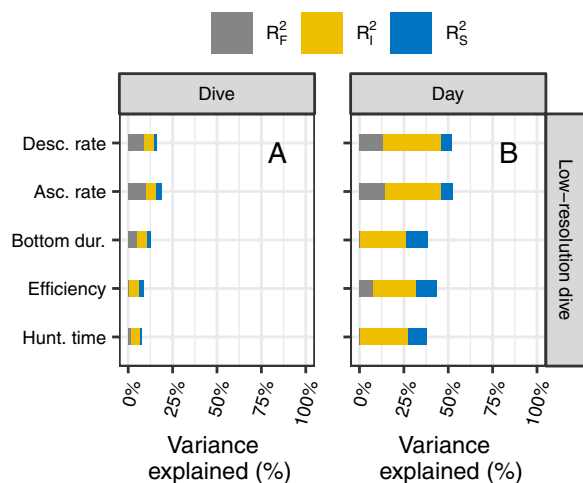 R²F R²I R²S
Dive Day
Desc. rate
Asc. rate
Bottom dur.
Efficiency
Hunt. time
A B
Low−resolution dive
0% 25% 50% 75% 100% 0% 25% 50% 75% 100%
Variance Variance
explained (%) explained (%)